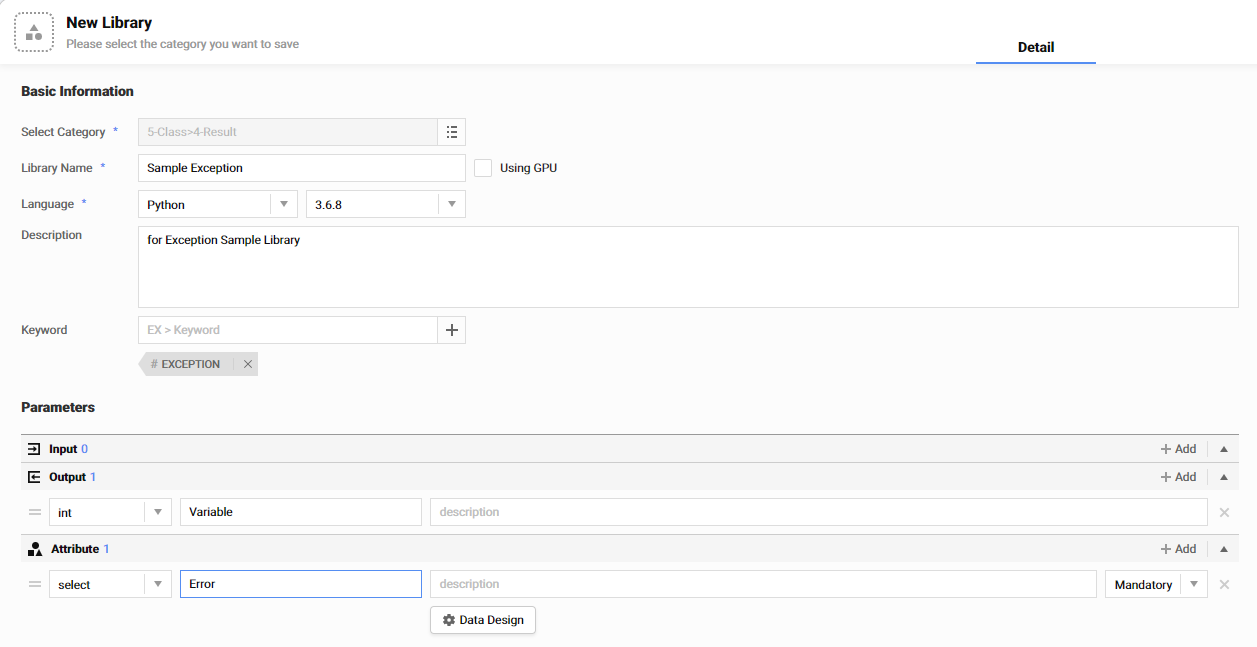 New Library
Please select the category you want to save
Detail
Basic Information
Select Category *
5-Class>4-Result
Library Name *
Sample Exception
Using GPU
Language *
Python
3.6.8
Description
for Exception Sample Library
Keyword
EX > Keyword
# EXCEPTION
Parameters
Input 0
Add
Output 1
Add
int
Variable
description
Attribute 1
Add
select
Error
description
Mandatory
Data Design